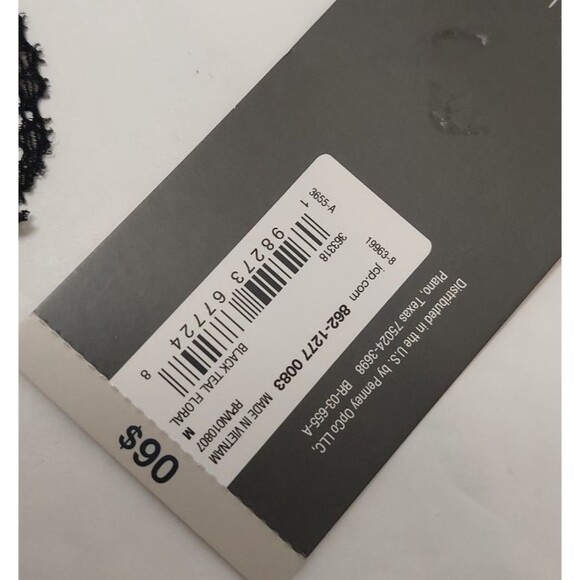 3655-A
1 98273 67724 8
363318
19963-8
jcp.com 862-1277 0083
BLACK TEAL FLORAL
MADE IN VIETNAM
RPVN010807
M
Distributed in the U.S. by Penney OpCo LLC,
Plano, Texas 75024-3698 BR-03-655-A
$90